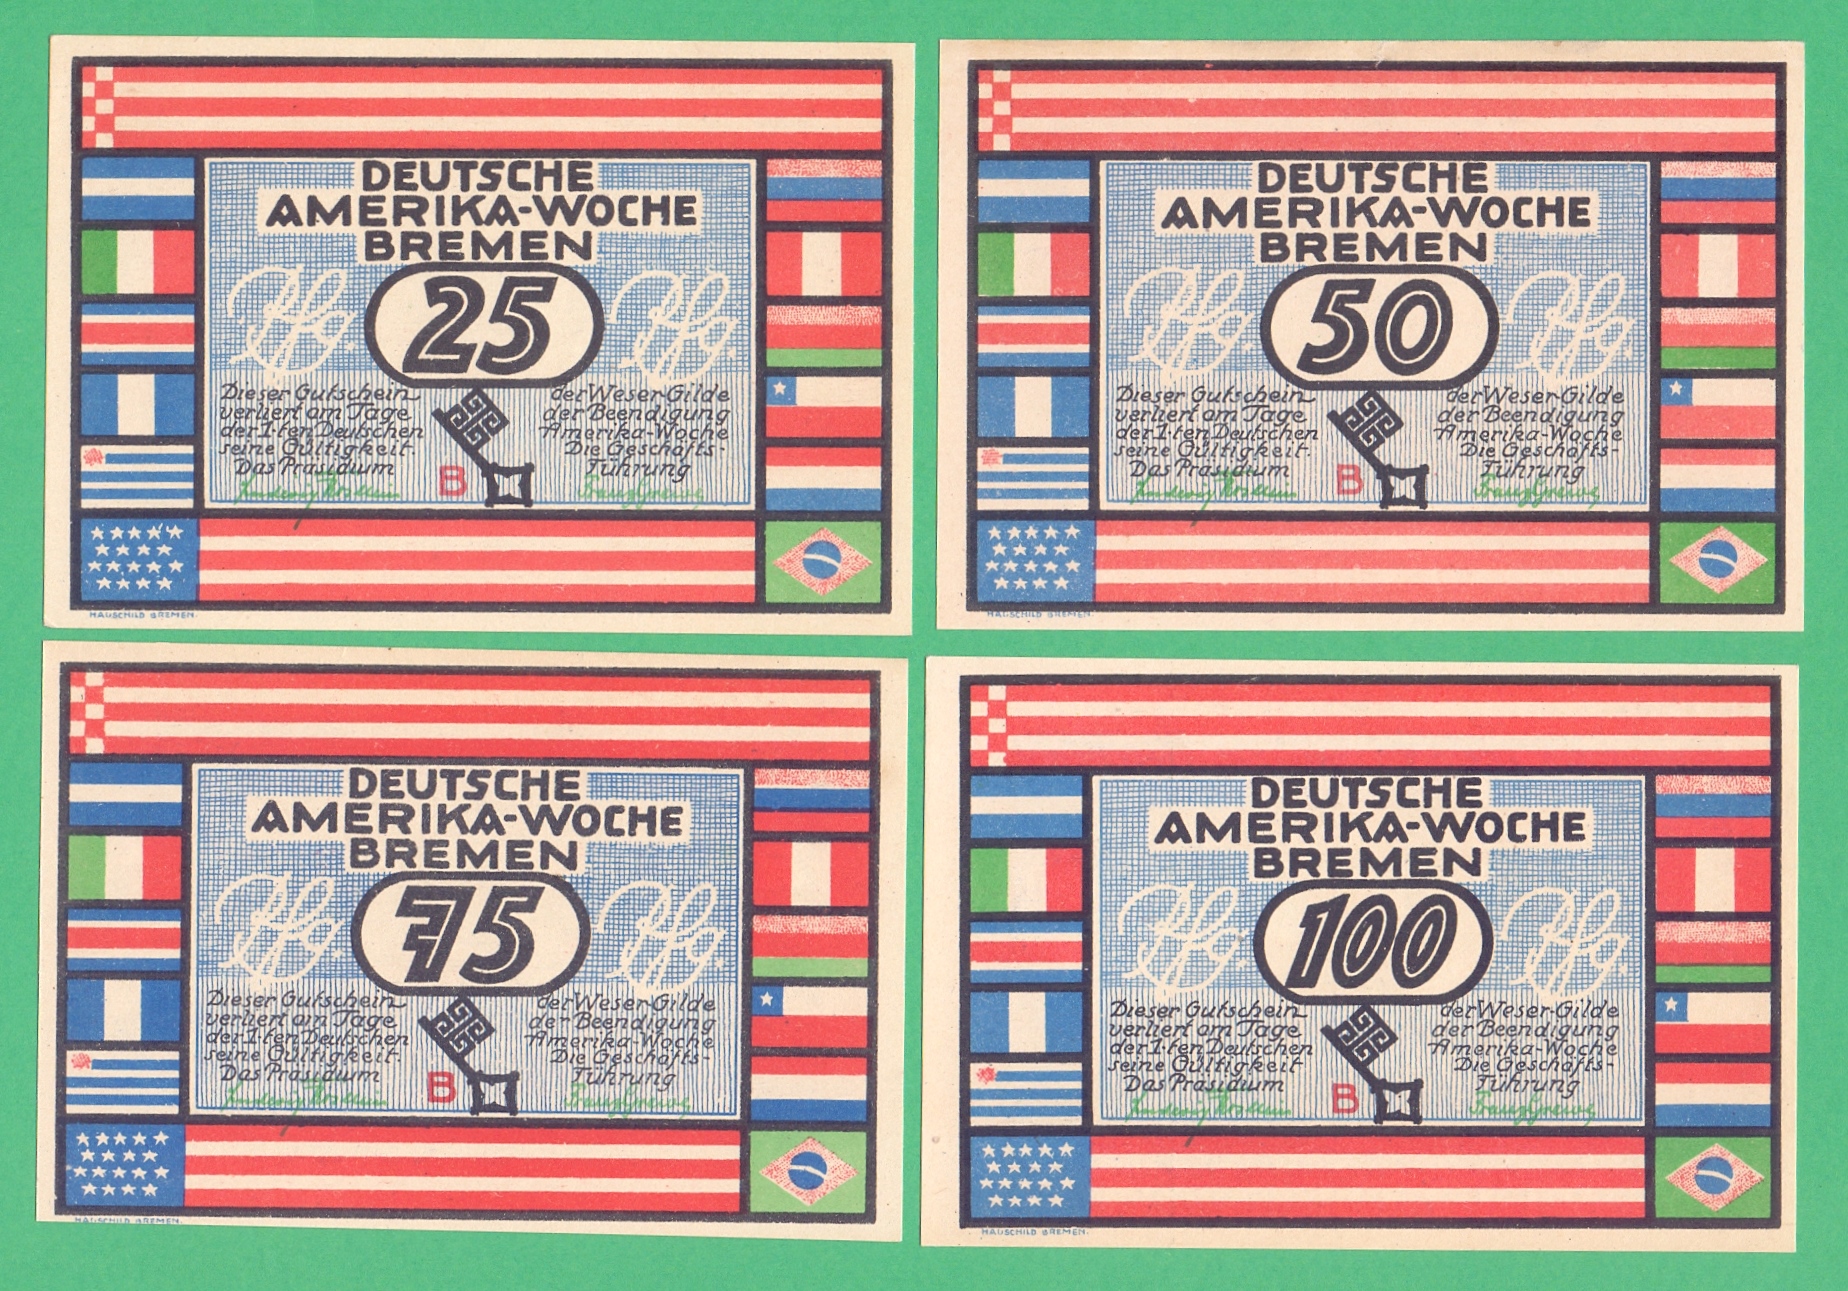 DEUTSCHE
AMERIKA-WOCHE
BREMEN
25
Dieser Gutschein
verliert am Tage
der 1-ten Deutschen
seine Gültigkeit.
Das Präsidium
der Weser-Gilde
der Beendigung
Amerika-Woche
Die Geschäfts-
Führung
B
HAUSCHILD BREMEN.
DEUTSCHE
AMERIKA-WOCHE
BREMEN
50
Dieser Gutschein
verliert am Tage
der 1-ten Deutschen
seine Gültigkeit.
Das Präsidium
der Weser-Gilde
der Beendigung
Amerika-Woche
Die Geschäfts-
Führung
B
HAUSCHILD BREMEN.
DEUTSCHE
AMERIKA-WOCHE
BREMEN
75
Dieser Gutschein
verliert am Tage
der 1-ten Deutschen
seine Gültigkeit.
Das Präsidium
der Weser-Gilde
der Beendigung
Amerika-Woche
Die Geschäfts-
Führung
B
HAUSCHILD BREMEN.
DEUTSCHE
AMERIKA-WOCHE
BREMEN
100
Dieser Gutschein
verliert am Tage
der 1-ten Deutschen
seine Gültigkeit.
Das Präsidium
der Weser-Gilde
der Beendigung
Amerika-Woche
Die Geschäfts-
Führung
B
HAUSCHILD BREMEN.